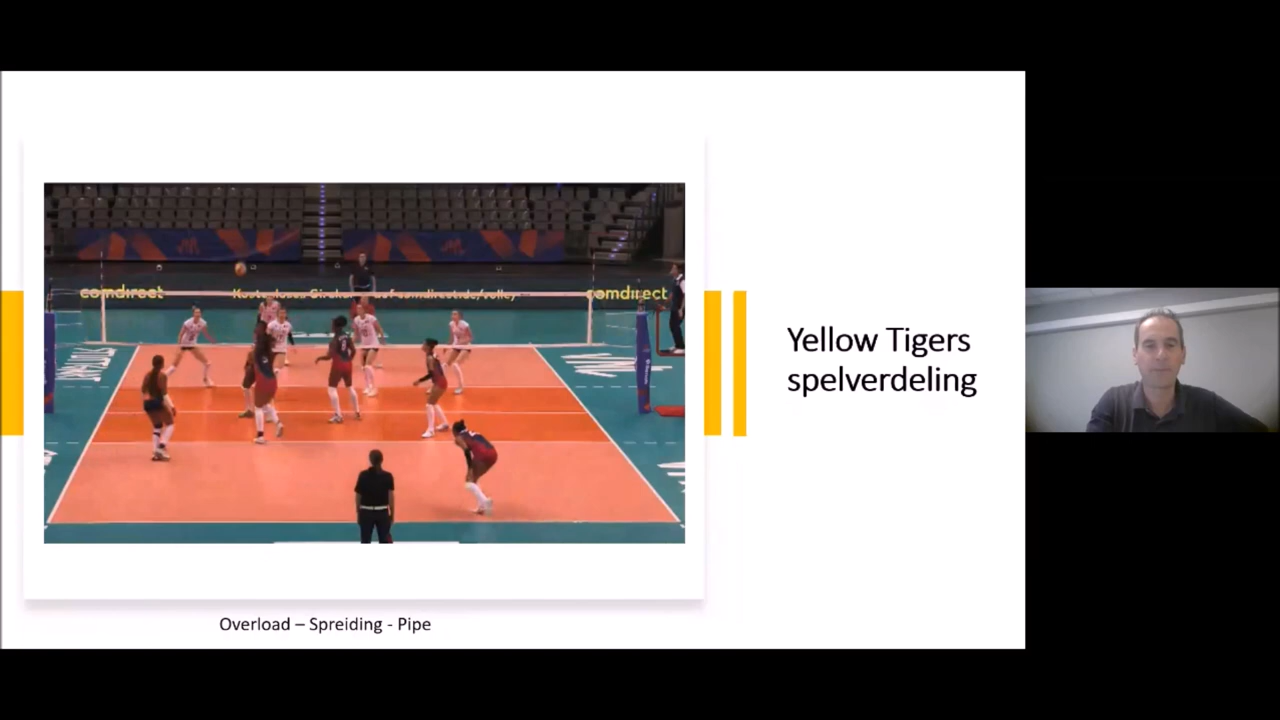 comdirect
comdirect
Yellow Tigers
spelverdeling
Overload – Spreiding - Pipe